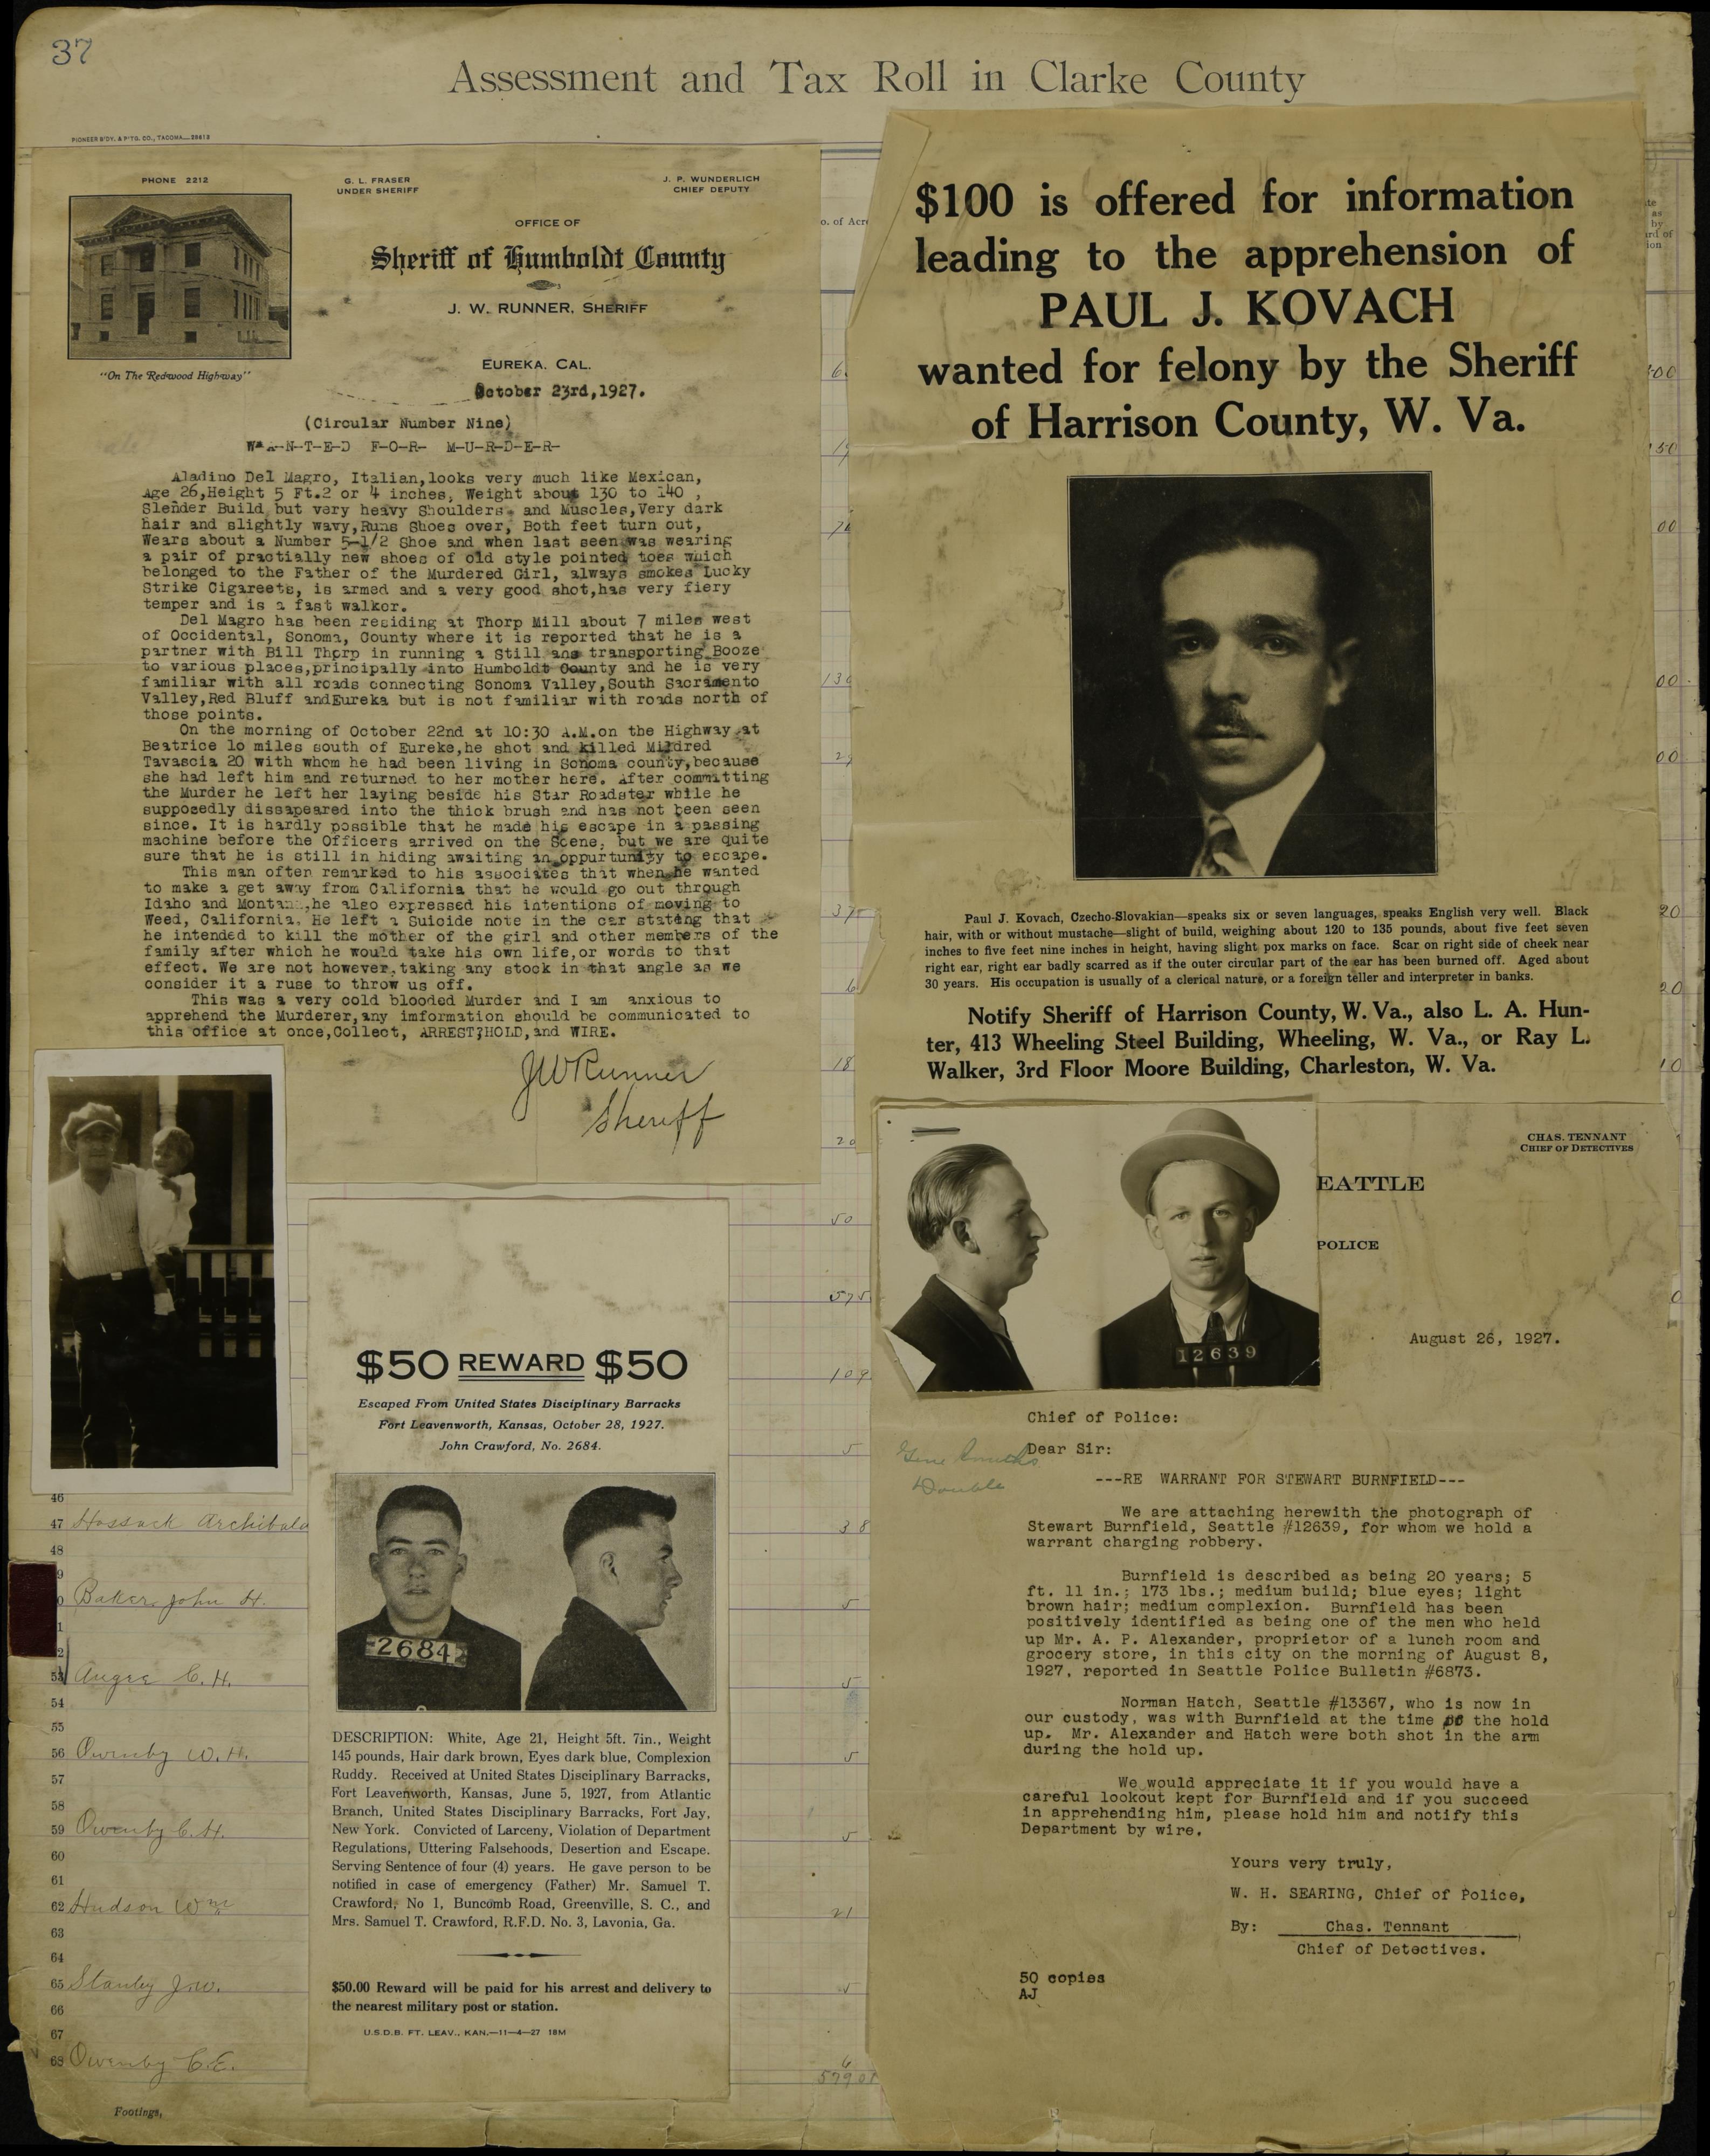 37
Assessment and Tax Roll in Clarke County
PIONEER B'DY. & P'TG. CO., TACOMA—29613
PHONE 2212
G. L. FRASER
UNDER SHERIFF
J. P. WUNDERLICH
CHIEF DEPUTY
OFFICE OF
Sheriff of Humboldt County
J. W. RUNNER, SHERIFF
EUREKA, CAL.
"On The Redwood Highway"
October 23rd,1927.
(Circular Number Nine)
W-A-N-T-E-D F-O-R- M-U-R-D-E-R-
Aladino Del Magro, Italian,looks very much like Mexican,
Age 26,Height 5 Ft.2 or 4 inches, Weight about 130 to 140 ,
Slender Build but very heavy Shoulders and Muscles,Very dark
hair and slightly wavy,Runs Shoes over, Both feet turn out,
Wears about a Number 5-1/2 Shoe and when last seen was wearing
a pair of practially new shoes of old style pointed toes which
belonged to the Father of the Murdered Girl, always smokes Lucky
Strike Cigareets, is armed and a very good shot,has very fiery
temper and is a fast walker.
Del Magro has been residing at Thorp Mill about 7 miles west
of Occidental, Sonoma, County where it is reported that he is a
partner with Bill Thorp in running a Still ans transporting Booze
to various places,principally into Humboldt County and he is very
familiar with all roads connecting Sonoma Valley,South Sacramento
Valley,Red Bluff andEureka but is not familiar with roads north of
those points.
On the morning of October 22nd at 10:30 A.M.on the Highway at
Beatrice 10 miles south of Eureka,he shot and killed Mildred
Tavascia 20 with whom he had been living in Sonoma county,because
she had left him and returned to her mother here. After committing
the Murder he left her laying beside his Star Roadster while he
supposedly dissapeared into the thick brush and has not been seen
since. It is hardly possible that he made his escape in a passing
machine before the Officers arrived on the Scene, but we are quite
sure that he is still in hiding awaiting an oppurtunity to escape.
This man often remarked to his associates that when he wanted
to make a get away from California that he would go out through
Idaho and Montana,he also expressed his intentions of moving to
Weed, California. He left a Suicide note in the car stating that
he intended to kill the mother of the girl and other members of the
family after which he would take his own life,or words to that
effect. We are not however,taking any stock in that angle as we
consider it a ruse to throw us off.
This was a very cold blooded Murder and I am anxious to
apprehend the Murderer,any imformation should be communicated to
this office at once,Collect, ARREST;HOLD,and WIRE.
JW Runner
Sheriff
$100 is offered for information
leading to the apprehension of
PAUL J. KOVACH
wanted for felony by the Sheriff
of Harrison County, W. Va.
Paul J. Kovach, Czecho-Slovakian—speaks six or seven languages, speaks English very well. Black
hair, with or without mustache—slight of build, weighing about 120 to 135 pounds, about five feet seven
inches to five feet nine inches in height, having slight pox marks on face. Scar on right side of cheek near
right ear, right ear badly scarred as if the outer circular part of the ear has been burned off. Aged about
30 years. His occupation is usually of a clerical nature, or a foreign teller and interpreter in banks.
Notify Sheriff of Harrison County, W. Va., also L. A. Hun-
ter, 413 Wheeling Steel Building, Wheeling, W. Va., or Ray L.
Walker, 3rd Floor Moore Building, Charleston, W. Va.
$50 REWARD $50
Escaped From United States Disciplinary Barracks
Fort Leavenworth, Kansas, October 28, 1927.
John Crawford, No. 2684.
2684
DESCRIPTION: White, Age 21, Height 5ft. 7in., Weight
145 pounds, Hair dark brown, Eyes dark blue, Complexion
Ruddy. Received at United States Disciplinary Barracks,
Fort Leavenworth, Kansas, June 5, 1927, from Atlantic
Branch, United States Disciplinary Barracks, Fort Jay,
New York. Convicted of Larceny, Violation of Department
Regulations, Uttering Falsehoods, Desertion and Escape.
Serving Sentence of four (4) years. He gave person to be
notified in case of emergency (Father) Mr. Samuel T.
Crawford, No 1, Buncomb Road, Greenville, S. C., and
Mrs. Samuel T. Crawford, R.F.D. No. 3, Lavonia, Ga.
$50.00 Reward will be paid for his arrest and delivery to
the nearest military post or station.
U.S.D.B. FT. LEAV., KAN.—11—4—27 18M
CHAS. TENNANT
CHIEF OF DETECTIVES
EATTLE
POLICE
12639
August 26, 1927.
Chief of Police:
Dear Sir:
Gene Smith's
Double
---RE WARRANT FOR STEWART BURNFIELD---
We are attaching herewith the photograph of
Stewart Burnfield, Seattle #12639, for whom we hold a
warrant charging robbery.
Burnfield is described as being 20 years; 5
ft. 11 in.; 173 lbs.; medium build; blue eyes; light
brown hair; medium complexion. Burnfield has been
positively identified as being one of the men who held
up Mr. A. P. Alexander, proprietor of a lunch room and
grocery store, in this city on the morning of August 8,
1927, reported in Seattle Police Bulletin #6873.
Norman Hatch, Seattle #13367, who is now in
our custody, was with Burnfield at the time of the hold
up. Mr. Alexander and Hatch were both shot in the arm
during the hold up.
We would appreciate it if you would have a
careful lookout kept for Burnfield and if you succeed
in apprehending him, please hold him and notify this
Department by wire.
Yours very truly,
W. H. SEARING, Chief of Police,
By: Chas. Tennant
Chief of Detectives.
50 copies
AJ
46
47 Hossack Archibald
48
Baker John H.
53 Augee C. H.
54
55
56 Owenby W. H.
57
58
59 Owenby C. H.
60
61
62 Hudson Wm
63
64
65 Stanley J.W.
66
67
68 Owenby C.E.
Footings,